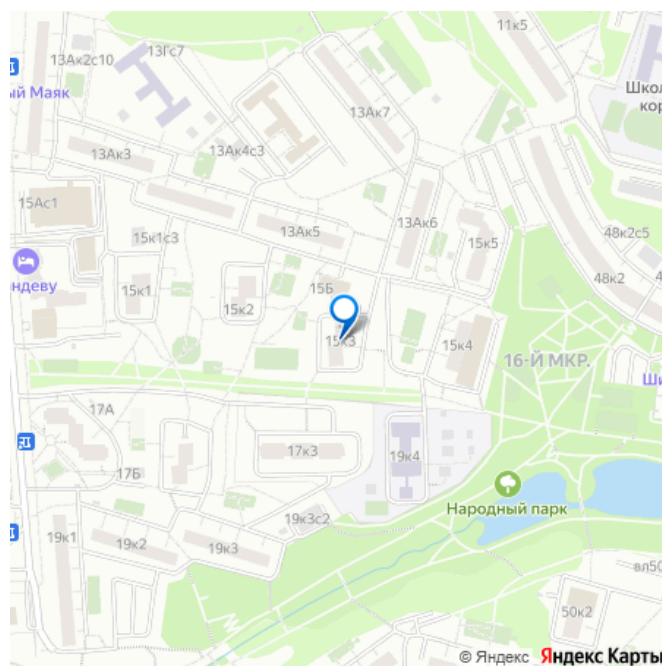 11к5
13Гс7
13Ак2с10
Школ
кор
ый Маяк
13Ак7
13Ак3
13Ак4с3
15Ас1
13Ак6
48к2с5
15к1с3
13Ак5
15к5
ндеву
48к2
15Б
15к1
15к2
15к3
15к4
16-Й МКР.
Ши
17А
17к3
19к4
17Б
Народный парк
19к3с2
19к1
19к2
19к3
вл50
50к2
© Яндекс Яндекс Карты